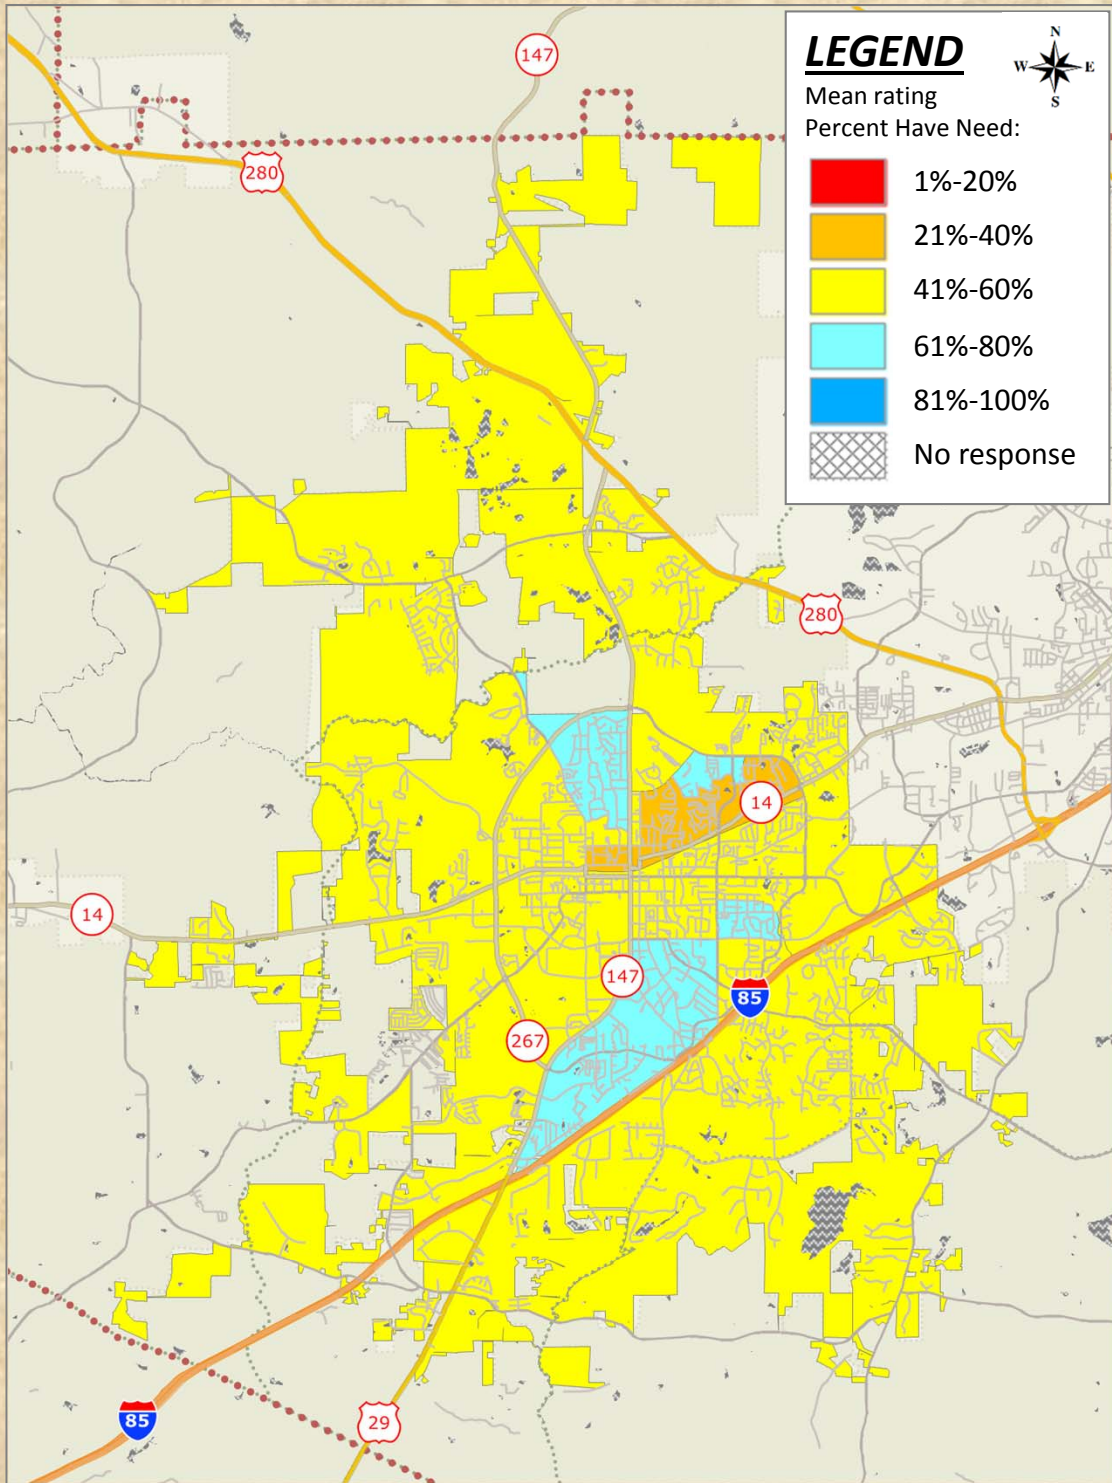 147
LEGEND
N
W E
S
Mean rating
Percent Have Need:
280
1%-20%
21%-40%
41%-60%
61%-80%
81%-100%
No response
280
14
14
147
85
267
85
29